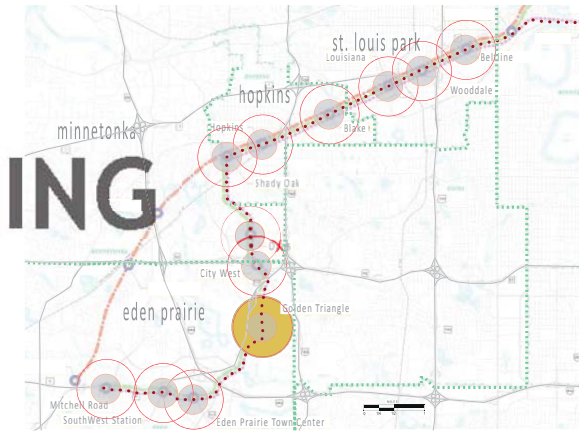 st. louis park
Louisiana
Beltline
Wooddale
hopkins
Blake
minnetonka
Hopkins
Shady Oak
ING
City West
Golden Triangle
eden prairie
Mitchell Road
SouthWest Station
Eden Prairie Town Center